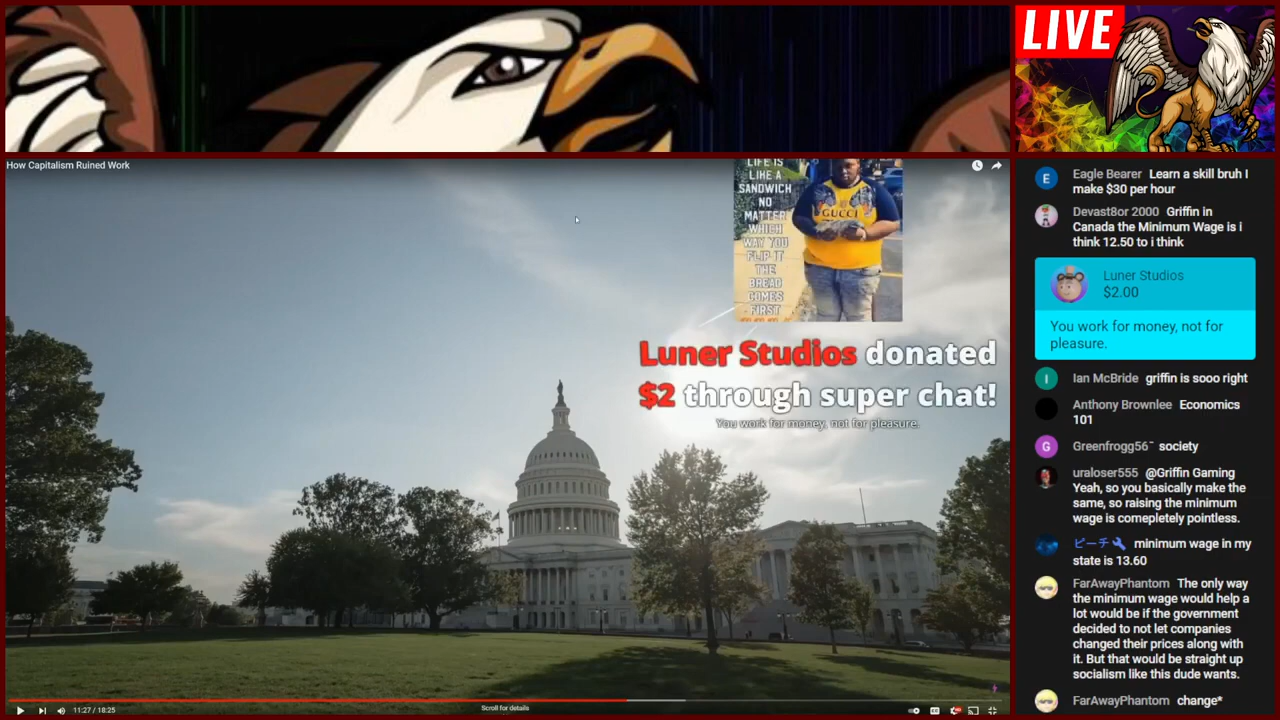 LIVE
How Capitalism Ruined Work
LIFE IS
LIKE A
SANDWICH
NO
MATTER
WHICH
WAY YOU
FLIP IT
THE
BREAD
COMES
FIRST
GUCCI
Luner Studios donated
$2 through super chat!
You work for money, not for pleasure.
11:27 / 18:25
Scroll for details
E
Eagle Bearer Learn a skill bruh I
make $30 per hour
Devast8or 2000 Griffin in
Canada the Minimum Wage is i
think 12.50 to i think
Luner Studios
$2.00
You work for money, not for
pleasure.
I
Ian McBride griffin is sooo right
Anthony Brownlee Economics
101
G
Greenfrogg56~ society
uraloser555 @Griffin Gaming
Yeah, so you basically make the
same, so raising the minimum
wage is comepletely pointless.
ピーチ minimum wage in my
state is 13.60
FarAwayPhantom The only way
the minimum wage would help a
lot would be if the government
decided to not let companies
changed their prices along with
it. But that would be straight up
socialism like this dude wants.
FarAwayPhantom change*